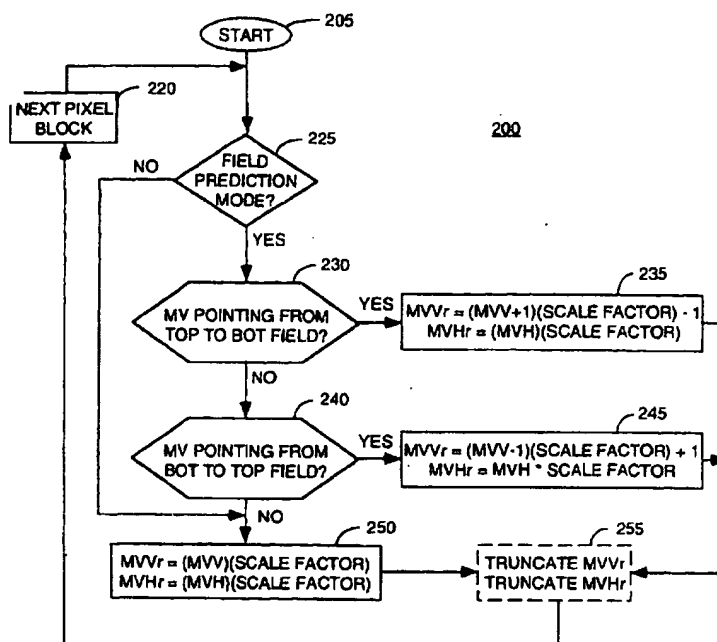 205
START
220
NEXT PIXEL
BLOCK
225
200
FIELD
PREDICTION
MODE?
NO
YES
230
MV POINTING FROM
TOP TO BOT FIELD?
YES
235
MVVr = (MVV+1)(SCALE FACTOR) - 1
MVHr = (MVH)(SCALE FACTOR)
NO
240
MV POINTING FROM
BOT TO TOP FIELD?
YES
245
MVVr = (MVV-1)(SCALE FACTOR) + 1
MVHr = MVH * SCALE FACTOR
NO
250
MVVr = (MVV)(SCALE FACTOR)
MVHr = (MVH)(SCALE FACTOR)
255
TRUNCATE MVVr
TRUNCATE MVHr